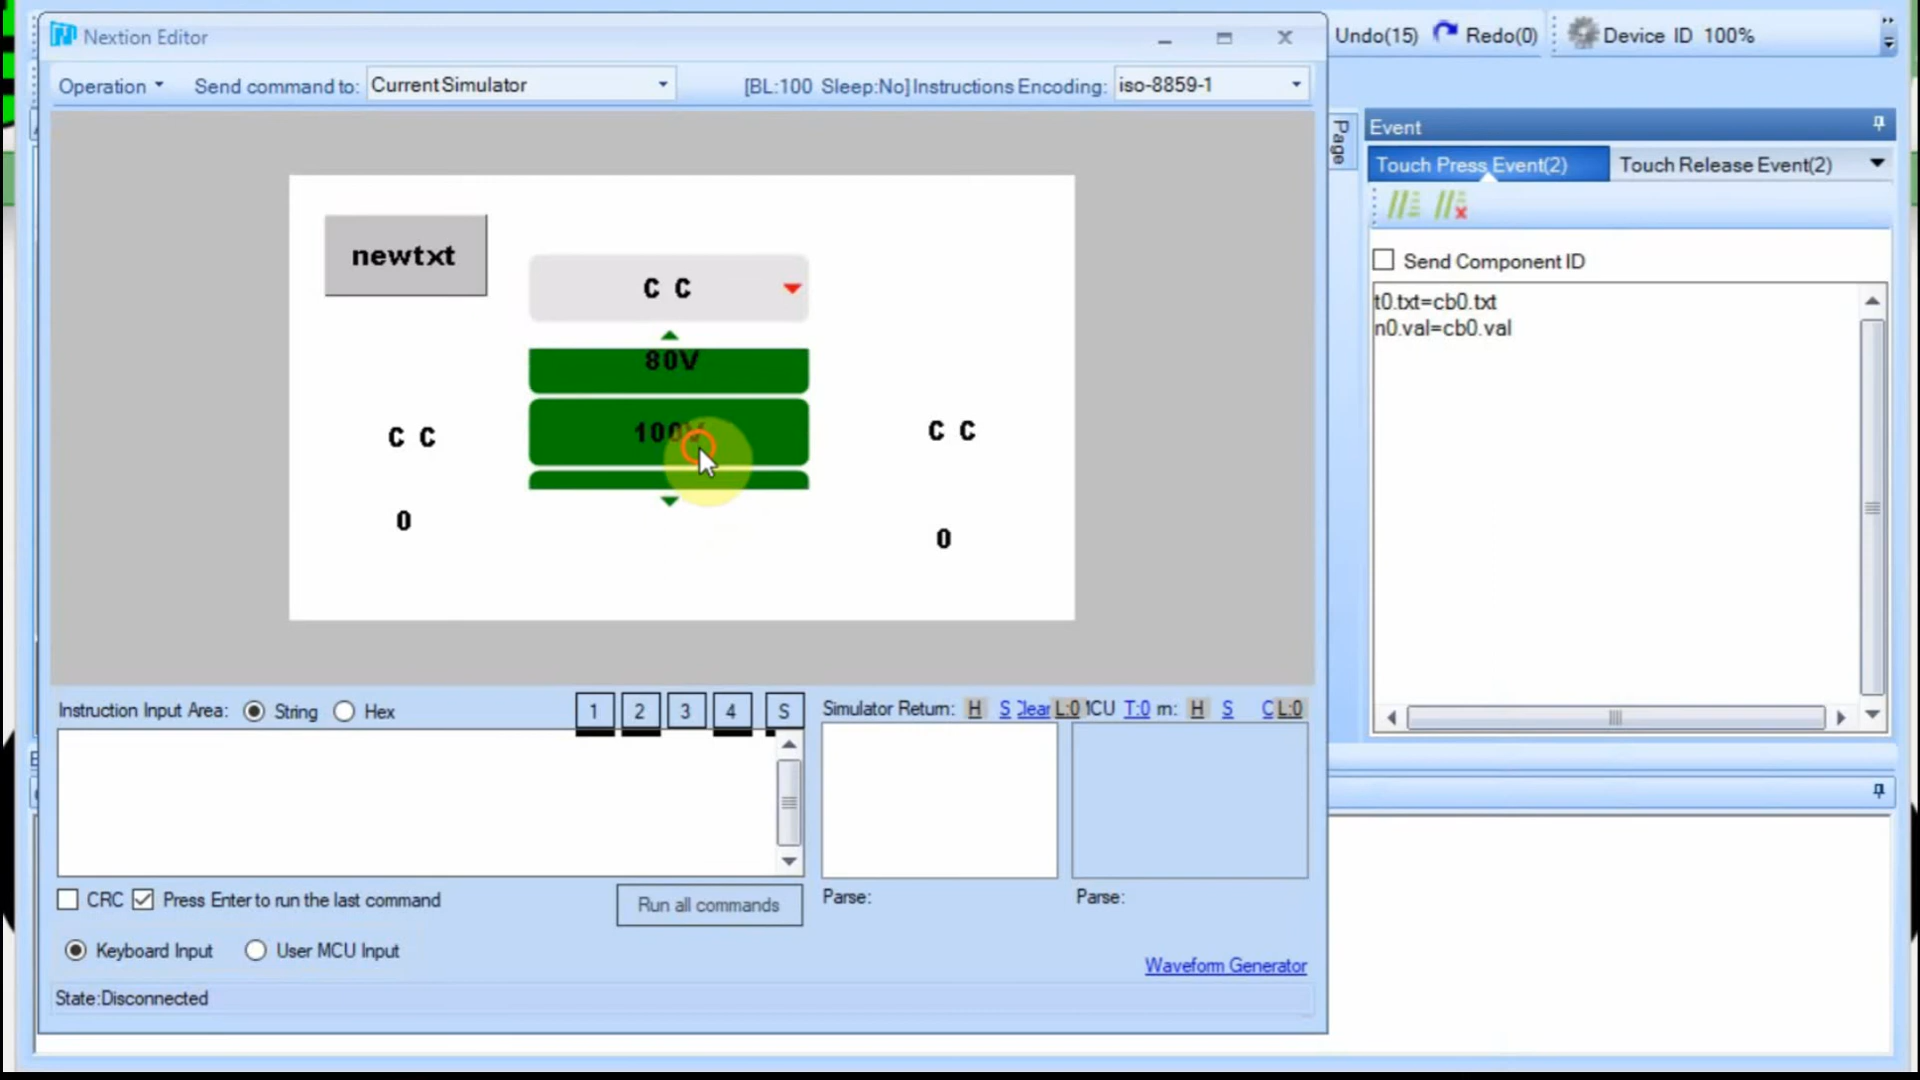 Nextion Editor
Undo(15) Redo(0) Device ID 100%
Operation Send command to: Current Simulator [BL:100 Sleep:No] Instructions Encoding: iso-8859-1
Page
Event
Touch Press Event(2) Touch Release Event(2)
Send Component ID
t0.txt=cb0.txt
n0.val=cb0.val
newtxt
C C
80V
100V
C C
C C
0
0
Instruction Input Area: String Hex 1 2 3 4 S
Simulator Return: H S Clear L:0 MCU T:0 m: H S C L:0
CRC Press Enter to run the last command Run all commands
Parse: Parse:
Keyboard Input User MCU Input
Waveform Generator
State:Disconnected